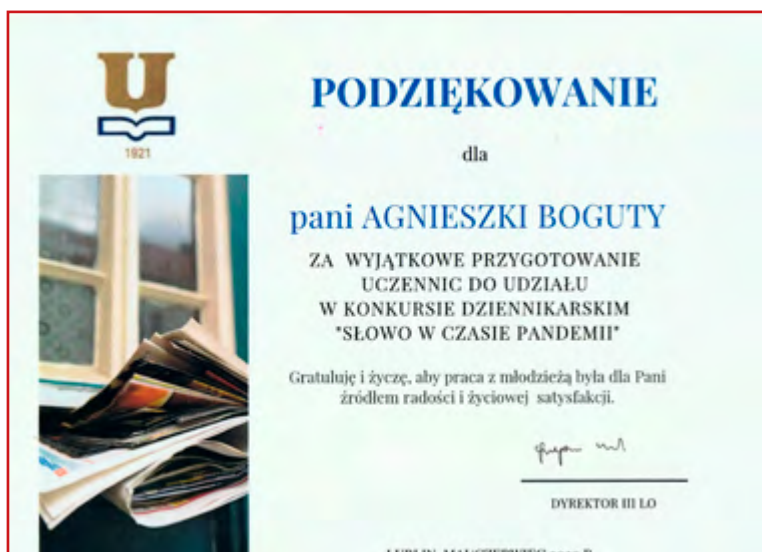 U
1921
PODZIĘKOWANIE
dla
pani AGNIESZKI BOGUTY
ZA WYJĄTKOWE PRZYGOTOWANIE
UCZENNIC DO UDZIAŁU
W KONKURSIE DZIENNIKARSKIM
"SŁOWO W CZASIE PANDEMII"
Gratuluję i życzę, aby praca z młodzieżą była dla Pani
źródłem radości i życiowej satysfakcji.
DYREKTOR III LO